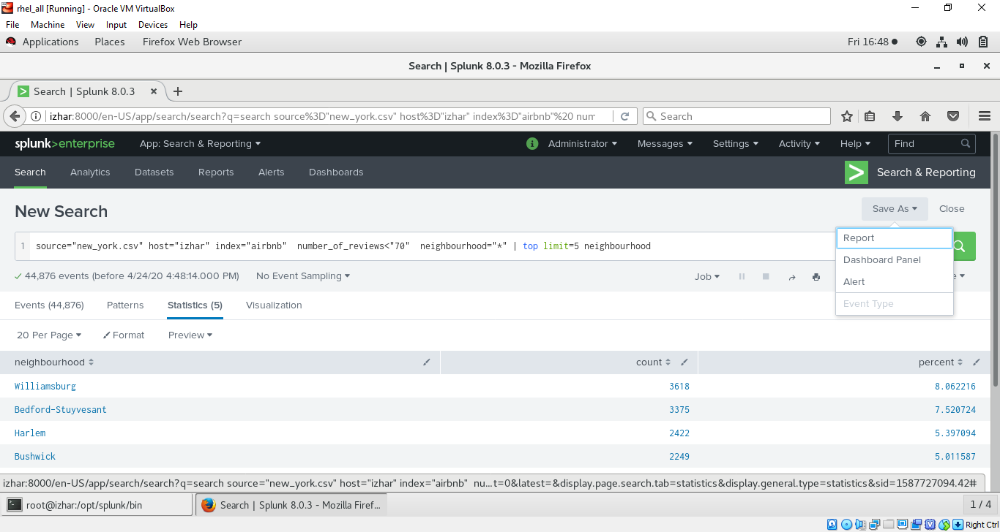 rhel_all [Running] - Oracle VM VirtualBox
File Machine View Input Devices Help
Applications Places Firefox Web Browser Fri 16:48
Search | Splunk 8.0.3 - Mozilla Firefox
Search | Splunk 8.0.3
izhar:8000/en-US/app/search/search?q=search source%3D"new_york.csv" host%3D"izhar" index%3D"airbnb"%20 num Search
splunk>enterprise App: Search & Reporting i Administrator Messages Settings Activity Help Find
Search Analytics Datasets Reports Alerts Dashboards Search & Reporting
New Search Save As Close
1 source="new_york.csv" host="izhar" index="airbnb" number_of_reviews<"70" neighbourhood="*" | top limit=5 neighbourhood
Report
Dashboard Panel
Alert
Event Type
44,876 events (before 4/24/20 4:48:14.000 PM) No Event Sampling Job
Events (44,876) Patterns Statistics (5) Visualization
20 Per Page Format Preview
neighbourhood count percent
Williamsburg 3618 8.062216
Bedford-Stuyvesant 3375 7.520724
Harlem 2422 5.397094
Bushwick 2249 5.011587
izhar:8000/en-US/app/search/search?q=search source="new_york.csv" host="izhar" index="airbnb" nu...t=0&latest=&display.page.search.tab=statistics&display.general.type=statistics&sid=1587727094.42#
root@izhar:/opt/splunk/bin Search | Splunk 8.0.3 - Mozilla Firef... 1 / 4
Right Ctrl